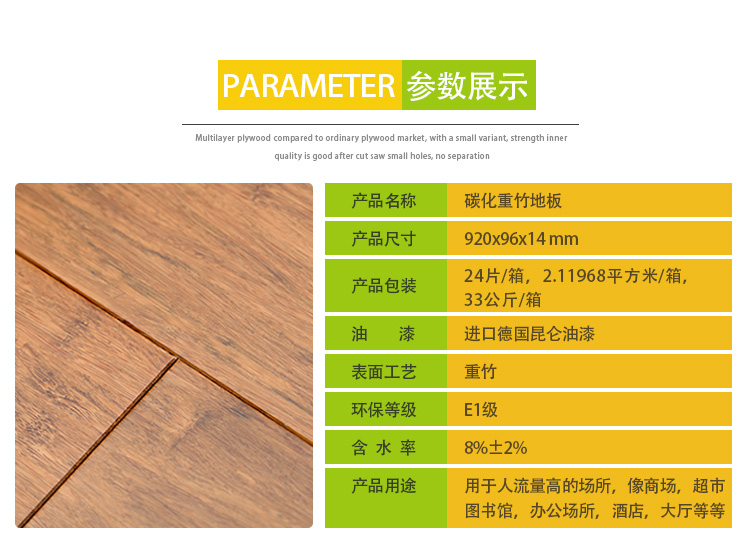 PARAMETER 参数展示
Multilayer plywood compared to ordinary plywood market, with a small variant, strength inner
quality is good after cut saw small holes, no separation
产品名称 碳化重竹地板
产品尺寸 920x96x14 mm
产品包装 24片/箱，2.11968平方米/箱，
33公斤/箱
油 漆 进口德国昆仑油漆
表面工艺 重竹
环保等级 E1级
含 水 率 8%±2%
产品用途 用于人流量高的场所，像商场，超市
图书馆，办公场所，酒店，大厅等等